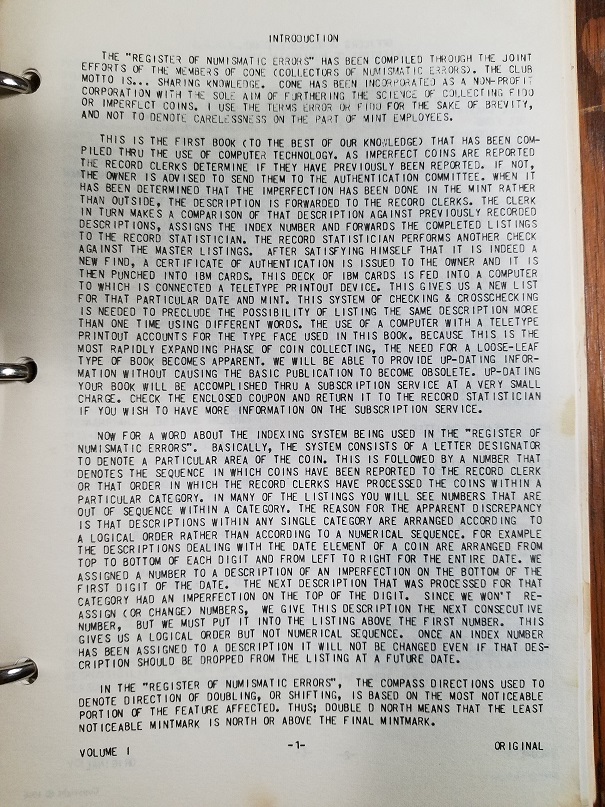 INTRODUCTION
THE "REGISTER OF NUMISMATIC ERRORS" HAS BEEN COMPILED THROUGH THE JOINT
EFFORTS OF THE MEMBERS OF CONE (COLLECTORS OF NUMISMATIC ERRORS). THE CLUB
MOTTO IS... SHARING KNOWLEDGE. CONE HAS BEEN INCORPORATED AS A NON-PROFIT
CORPORATION WITH THE SOLE AIM OF FURTHERING THE SCIENCE OF COLLECTING FIDO
OR IMPERFECT COINS. I USE THE TERMS ERROR OR FIDO FOR THE SAKE OF BREVITY,
AND NOT TO DENOTE CARELESSNESS ON THE PART OF MINT EMPLOYEES.
THIS IS THE FIRST BOOK (TO THE BEST OF OUR KNOWLEDGE) THAT HAS BEEN COM-
PILED THRU THE USE OF COMPUTER TECHNOLOGY. AS IMPERFECT COINS ARE REPORTED
THE RECORD CLERKS DETERMINE IF THEY HAVE PREVIOUSLY BEEN REPORTED. IF NOT,
THE OWNER IS ADVISED TO SEND THEM TO THE AUTHENTICATION COMMITTEE. WHEN IT
HAS BEEN DETERMINED THAT THE IMPERFECTION HAS BEEN DONE IN THE MINT RATHER
THAN OUTSIDE, THE DESCRIPTION IS FORWARDED TO THE RECORD CLERKS. THE CLERK
IN TURN MAKES A COMPARISON OF THAT DESCRIPTION AGAINST PREVIOUSLY RECORDED
DESCRIPTIONS, ASSIGNS THE INDEX NUMBER AND FORWARDS THE COMPLETED LISTINGS
TO THE RECORD STATISTICIAN. THE RECORD STATISTICIAN PERFORMS ANOTHER CHECK
AGAINST THE MASTER LISTINGS. AFTER SATISFYING HIMSELF THAT IT IS INDEED A
NEW FIND, A CERTIFICATE OF AUTHENTICATION IS ISSUED TO THE OWNER AND IT IS
THEN PUNCHED INTO IBM CARDS. THIS DECK OF IBM CARDS IS FED INTO A COMPUTER
TO WHICH IS CONNECTED A TELETYPE PRINTOUT DEVICE. THIS GIVES US A NEW LIST
FOR THAT PARTICULAR DATE AND MINT. THIS SYSTEM OF CHECKING & CROSSCHECKING
IS NEEDED TO PRECLUDE THE POSSIBILITY OF LISTING THE SAME DESCRIPTION MORE
THAN ONE TIME USING DIFFERENT WORDS. THE USE OF A COMPUTER WITH A TELETYPE
PRINTOUT ACCOUNTS FOR THE TYPE FACE USED IN THIS BOOK. BECAUSE THIS IS THE
MOST RAPIDLY EXPANDING PHASE OF COIN COLLECTING, THE NEED FOR A LOOSE-LEAF
TYPE OF BOOK BECOMES APPARENT. WE WILL BE ABLE TO PROVIDE UP-DATING INFOR-
MATION WITHOUT CAUSING THE BASIC PUBLICATION TO BECOME OBSOLETE. UP-DATING
YOUR BOOK WILL BE ACCOMPLISHED THRU A SUBSCRIPTION SERVICE AT A VERY SMALL
CHARGE. CHECK THE ENCLOSED COUPON AND RETURN IT TO THE RECORD STATISTICIAN
IF YOU WISH TO HAVE MORE INFORMATION ON THE SUBSCRIPTION SERVICE.
NOW FOR A WORD ABOUT THE INDEXING SYSTEM BEING USED IN THE "REGISTER OF
NUMISMATIC ERRORS". BASICALLY, THE SYSTEM CONSISTS OF A LETTER DESIGNATOR
TO DENOTE A PARTICULAR AREA OF THE COIN. THIS IS FOLLOWED BY A NUMBER THAT
DENOTES THE SEQUENCE IN WHICH COINS HAVE BEEN REPORTED TO THE RECORD CLERK
OR THAT ORDER IN WHICH THE RECORD CLERKS HAVE PROCESSED THE COINS WITHIN A
PARTICULAR CATEGORY. IN MANY OF THE LISTINGS YOU WILL SEE NUMBERS THAT ARE
OUT OF SEQUENCE WITHIN A CATEGORY. THE REASON FOR THE APPARENT DISCREPANCY
IS THAT DESCRIPTIONS WITHIN ANY SINGLE CATEGORY ARE ARRANGED ACCORDING TO
A LOGICAL ORDER RATHER THAN ACCORDING TO A NUMERICAL SEQUENCE. FOR EXAMPLE
THE DESCRIPTIONS DEALING WITH THE DATE ELEMENT OF A COIN ARE ARRANGED FROM
TOP TO BOTTOM OF EACH DIGIT AND FROM LEFT TO RIGHT FOR THE ENTIRE DATE. WE
ASSIGNED A NUMBER TO A DESCRIPTION OF AN IMPERFECTION ON THE BOTTOM OF THE
FIRST DIGIT OF THE DATE. THE NEXT DESCRIPTION THAT WAS PROCESSED FOR THAT
CATEGORY HAD AN IMPERFECTION ON THE TOP OF THE DIGIT. SINCE WE WON'T RE-
ASSIGN (OR CHANGE) NUMBERS, WE GIVE THIS DESCRIPTION THE NEXT CONSECUTIVE
NUMBER, BUT WE MUST PUT IT INTO THE LISTING ABOVE THE FIRST NUMBER. THIS
GIVES US A LOGICAL ORDER BUT NOT NUMERICAL SEQUENCE. ONCE AN INDEX NUMBER
HAS BEEN ASSIGNED TO A DESCRIPTION IT WILL NOT BE CHANGED EVEN IF THAT DES-
CRIPTION SHOULD BE DROPPED FROM THE LISTING AT A FUTURE DATE.
IN THE "REGISTER OF NUMISMATIC ERRORS", THE COMPASS DIRECTIONS USED TO
DENOTE DIRECTION OF DOUBLING, OR SHIFTING, IS BASED ON THE MOST NOTICEABLE
PORTION OF THE FEATURE AFFECTED. THUS; DOUBLE D NORTH MEANS THAT THE LEAST
NOTICEABLE MINTMARK IS NORTH OR ABOVE THE FINAL MINTMARK.
VOLUME I -1- ORIGINAL